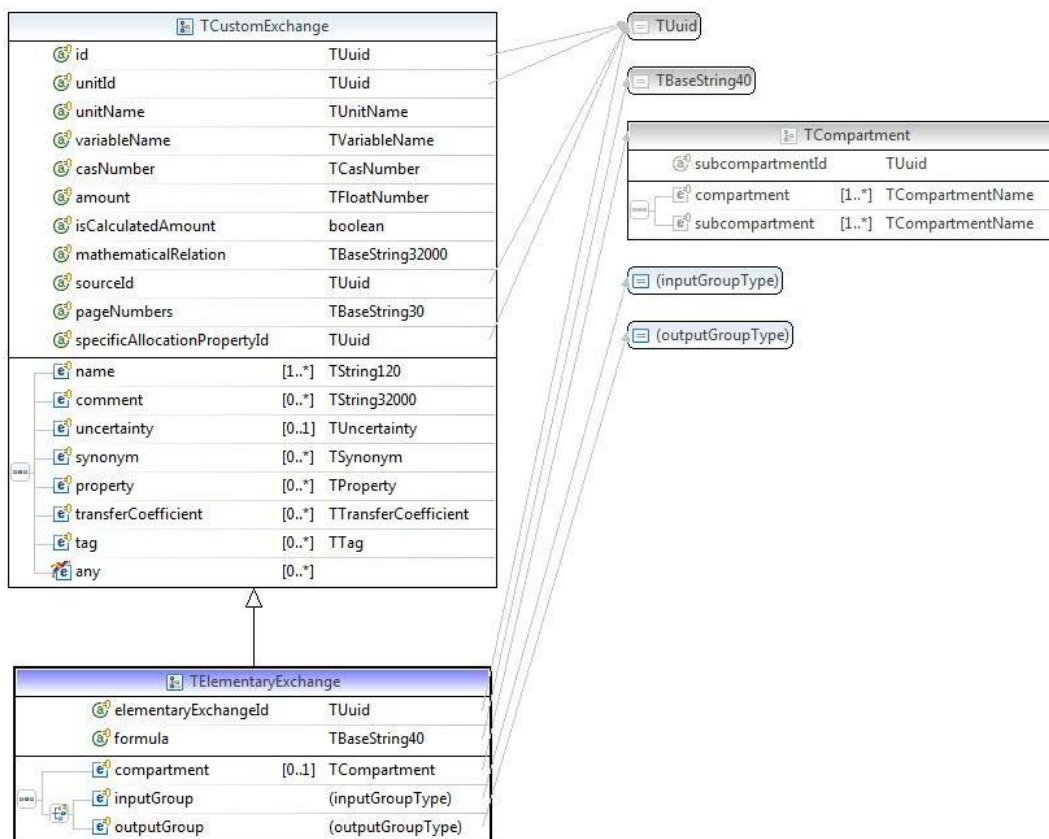 TCustomExchange
id TUuid
unitId TUuid
unitName TUnitName
variableName TVariableName
casNumber TCasNumber
amount TFloatNumber
isCalculatedAmount boolean
mathematicalRelation TBaseString32000
sourceId TUuid
pageNumbers TBaseString30
specificAllocationPropertyId TUuid
name [1..*] TString120
comment [0..*] TString32000
uncertainty [0..1] TUncertainty
synonym [0..*] TSynonym
property [0..*] TProperty
transferCoefficient [0..*] TTransferCoefficient
tag [0..*] TTag
any [0..*]
TElementaryExchange
elementaryExchangeId TUuid
formula TBaseString40
compartment [0..1] TCompartment
inputGroup (inputGroupType)
outputGroup (outputGroupType)
TUuid
TBaseString40
TCompartment
subcompartmentId TUuid
compartment [1..*] TCompartmentName
subcompartment [1..*] TCompartmentName
(inputGroupType)
(outputGroupType)